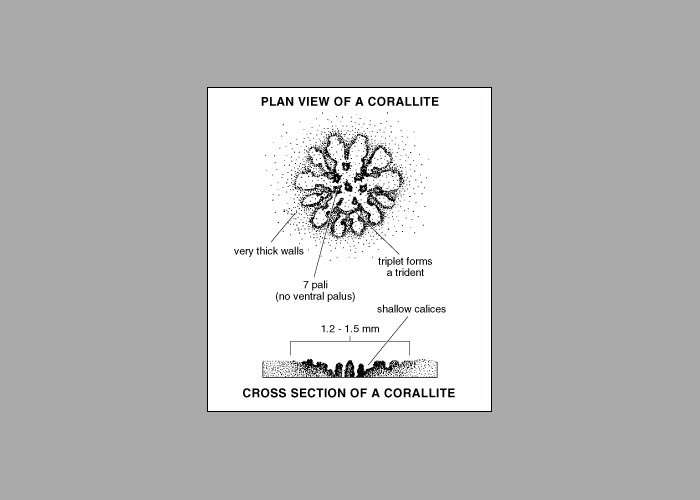 PLAN VIEW OF A CORALLITE
very thick walls
triplet forms
a trident
7 pali
(no ventral palus)
shallow calices
1.2 - 1.5 mm
CROSS SECTION OF A CORALLITE